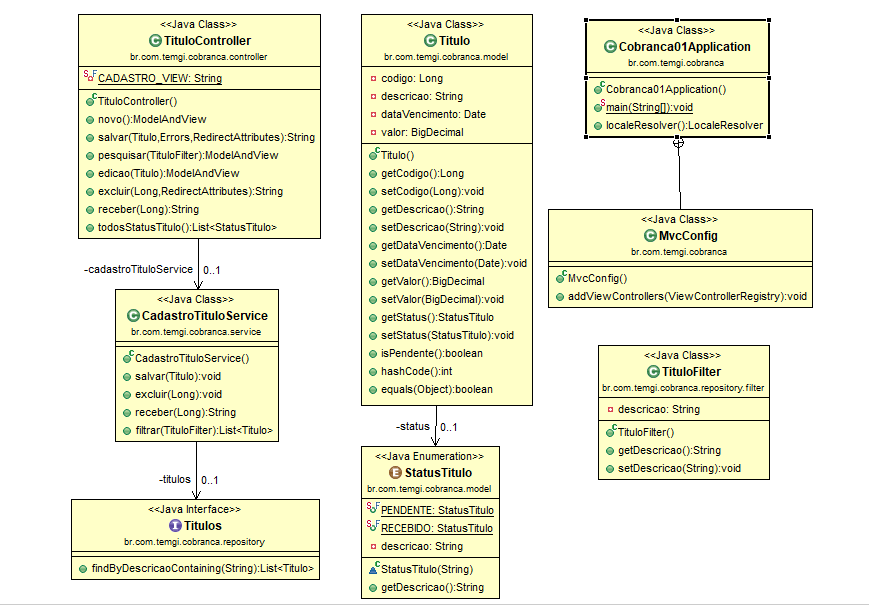 <<Java Class>>
TituloController
br.com.temgi.cobranca.controller
CADASTRO_VIEW: String
TituloController()
novo():ModelAndView
salvar(Titulo,Errors,RedirectAttributes):String
pesquisar(TituloFilter):ModelAndView
edicao(Titulo):ModelAndView
excluir(Long,RedirectAttributes):String
receber(Long):String
todosStatusTitulo():List<StatusTitulo>
-cadastroTituloService
0..1
<<Java Class>>
CadastroTituloService
br.com.temgi.cobranca.service
CadastroTituloService()
salvar(Titulo):void
excluir(Long):void
receber(Long):String
filtrar(TituloFilter):List<Titulo>
-titulos
0..1
<<Java Interface>>
Titulos
br.com.temgi.cobranca.repository
findByDescricaoContaining(String):List<Titulo>
<<Java Class>>
Titulo
br.com.temgi.cobranca.model
codigo: Long
descricao: String
dataVencimento: Date
valor: BigDecimal
Titulo()
getCodigo():Long
setCodigo(Long):void
getDescricao():String
setDescricao(String):void
getDataVencimento():Date
setDataVencimento(Date):void
getValor():BigDecimal
setValor(BigDecimal):void
getStatus():StatusTitulo
setStatus(StatusTitulo):void
isPendente():boolean
hashCode():int
equals(Object):boolean
-status
0..1
<<Java Enumeration>>
StatusTitulo
br.com.temgi.cobranca.model
PENDENTE: StatusTitulo
RECEBIDO: StatusTitulo
descricao: String
StatusTitulo(String)
getDescricao():String
<<Java Class>>
Cobranca01Application
br.com.temgi.cobranca
Cobranca01Application()
main(String[]):void
localeResolver():LocaleResolver
<<Java Class>>
MvcConfig
br.com.temgi.cobranca
MvcConfig()
addViewControllers(ViewControllerRegistry):void
<<Java Class>>
TituloFilter
br.com.temgi.cobranca.repository.filter
descricao: String
TituloFilter()
getDescricao():String
setDescricao(String):void